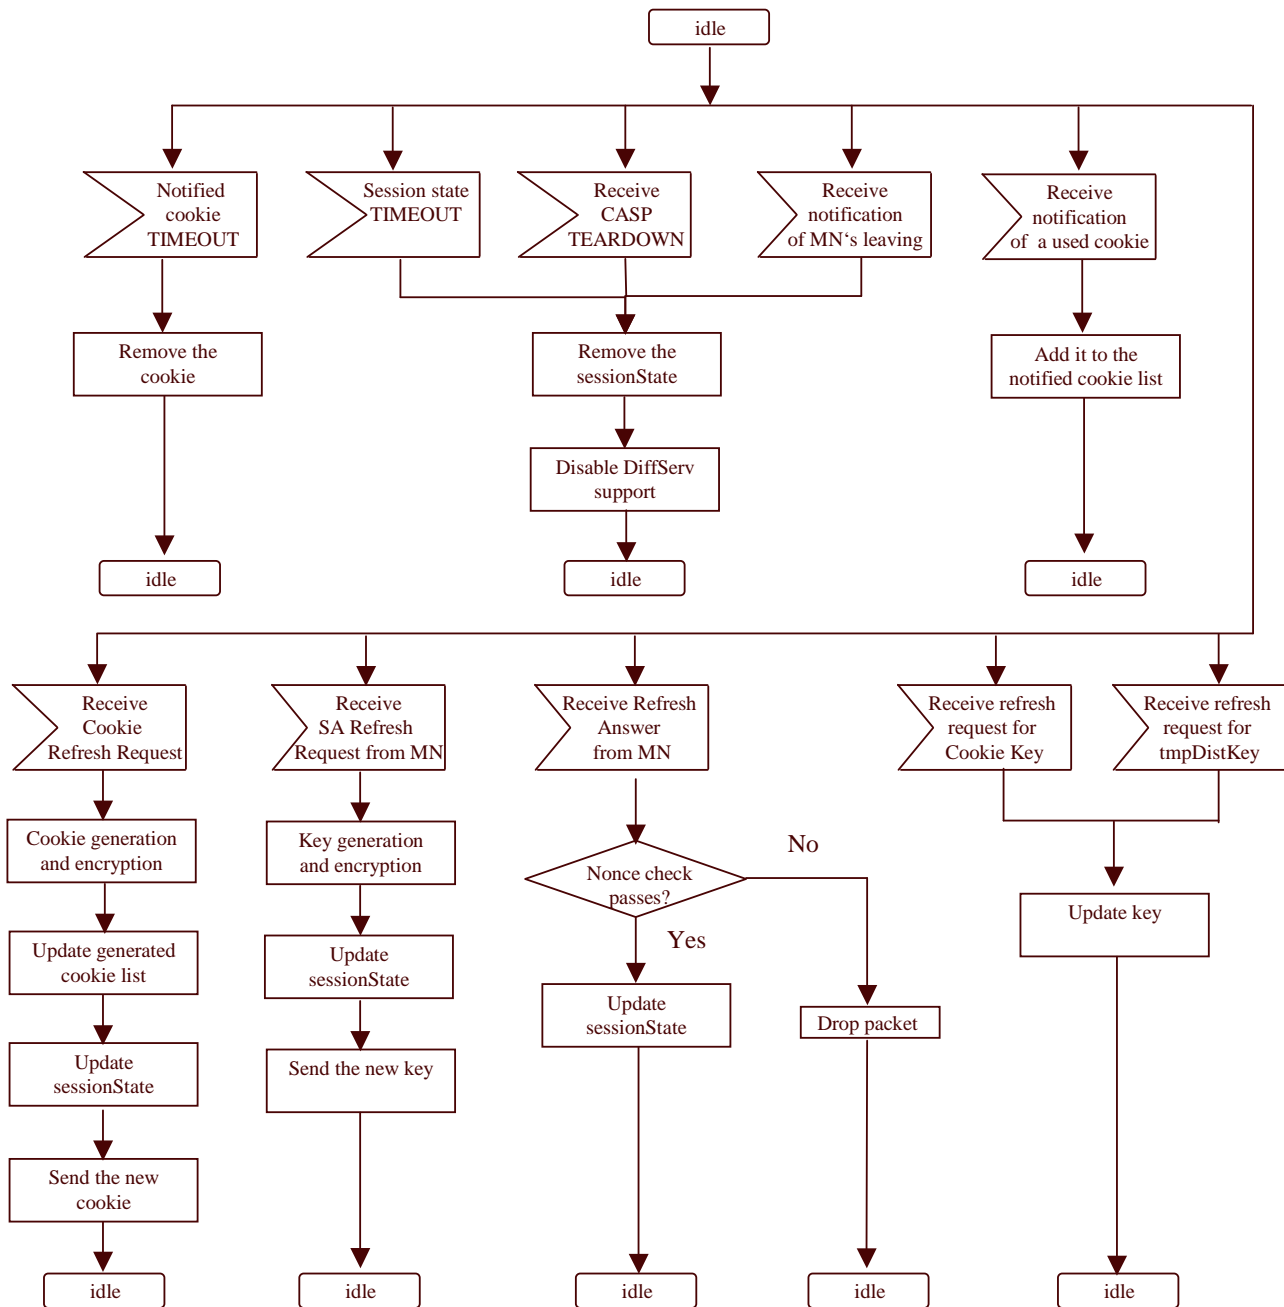 idle
Notified
cookie
TIMEOUT
Session state
TIMEOUT
Receive
CASP
TEARDOWN
Receive
notification
of MN‘s leaving
Receive
notification
of a used cookie
Remove the
cookie
Remove the
sessionState
Add it to the
notified cookie list
Disable DiffServ
support
idle
idle
idle
Receive
Cookie
Refresh Request
Receive
SA Refresh
Request from MN
Receive Refresh
Answer
from MN
Receive refresh
request for
Cookie Key
Receive refresh
request for
tmpDistKey
Cookie generation
and encryption
Key generation
and encryption
Nonce check
passes?
No
Yes
Update key
Update generated
cookie list
Update
sessionState
Update
sessionState
Drop packet
Update
sessionState
Send the new key
Send the new
cookie
idle
idle
idle
idle
idle